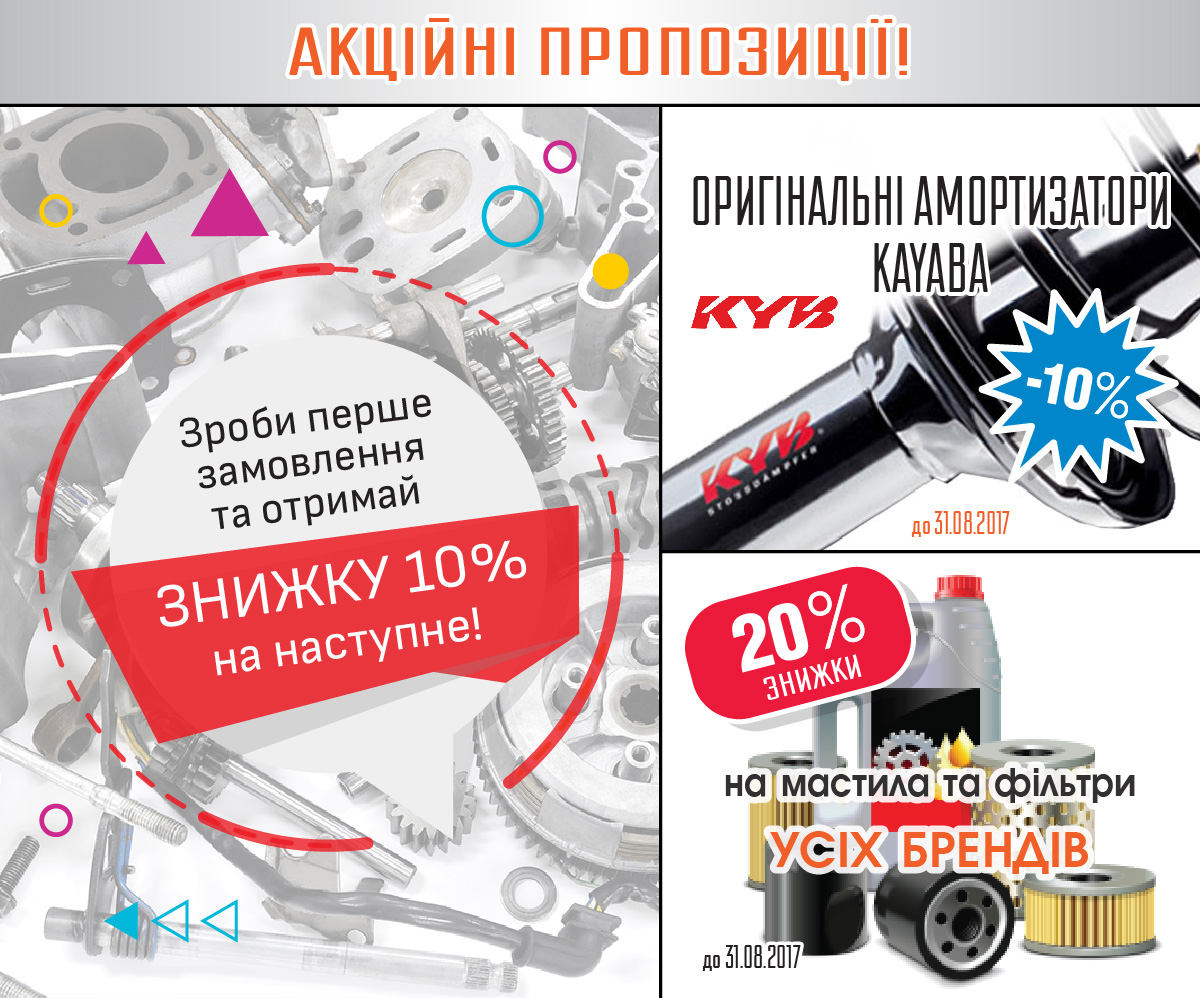 АКЦІЙНІ ПРОПОЗИЦІЇ!
Зроби перше
замовлення
та отримай
ЗНИЖКУ 10%
на наступне!
ОРИГІНАЛЬНІ АМОРТИЗАТОРИ
KAYABA
KYB
-10%
KYB
STOSSDÄMPFER
до 31.08.2017
20%
ЗНИЖКИ
на мастила та фільтри
УСІХ БРЕНДІВ
до 31.08.2017